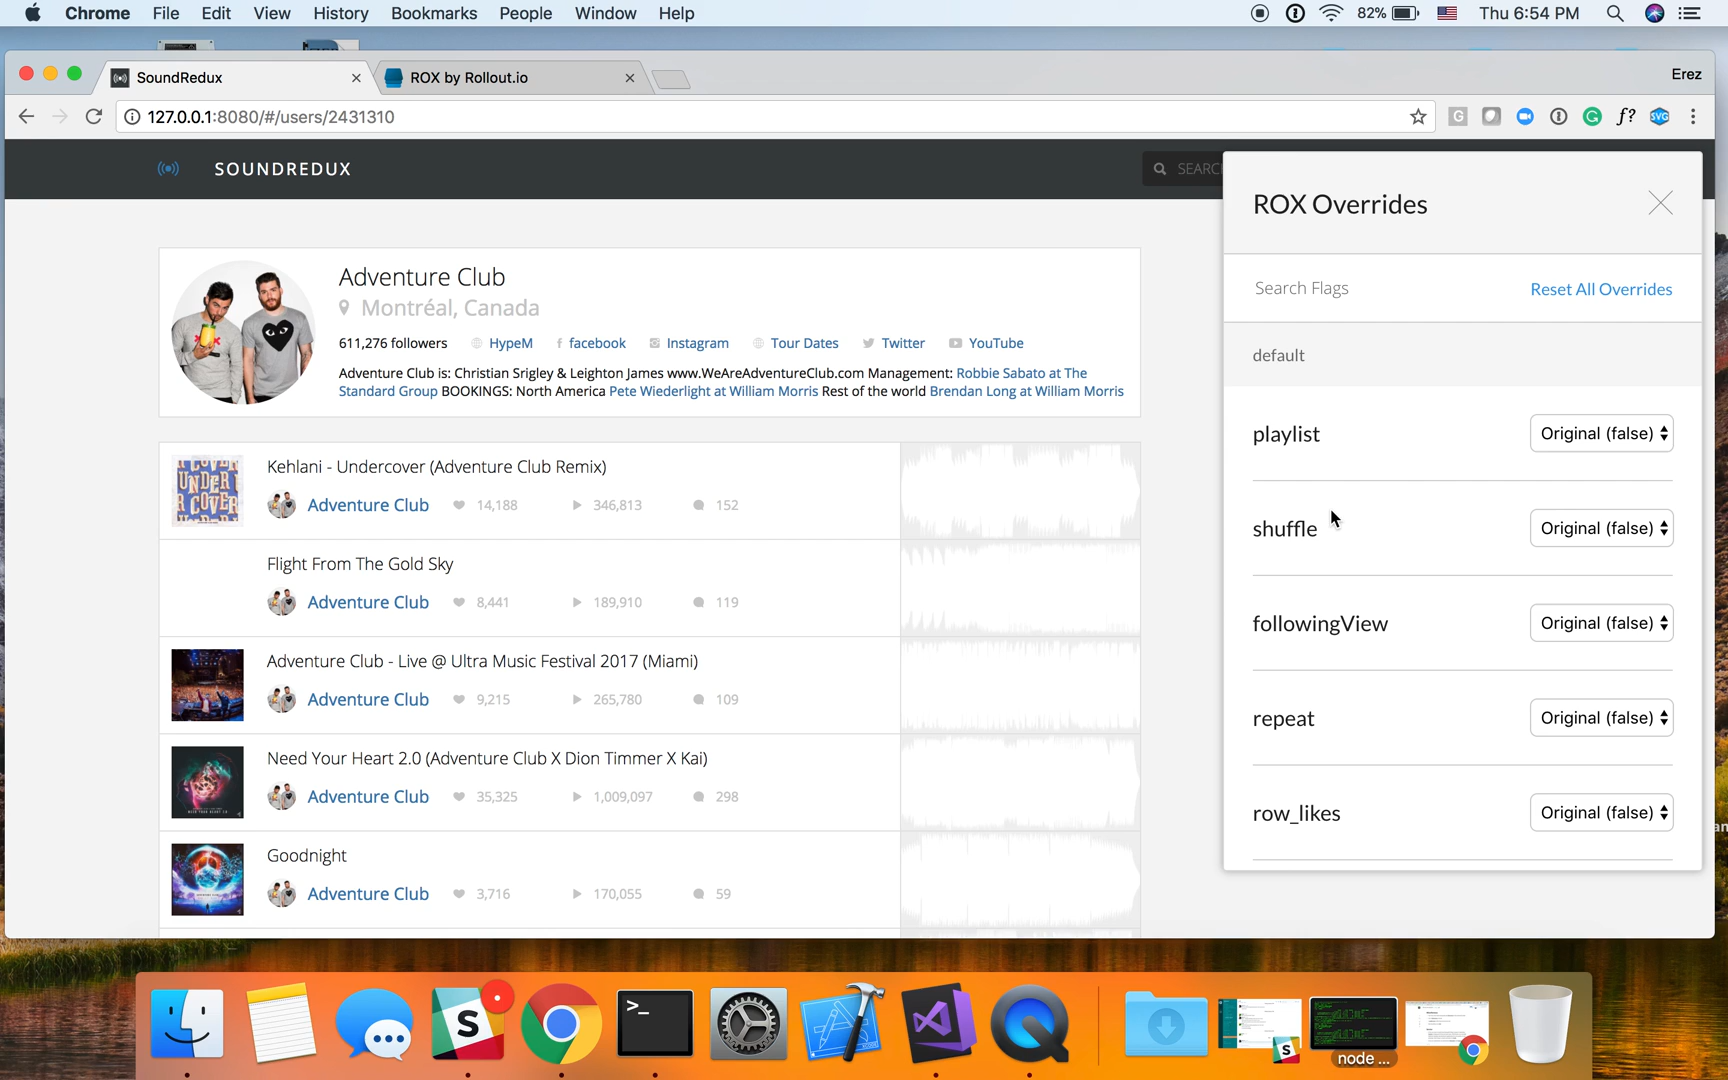 Chrome File Edit View History Bookmarks People Window Help 82% Thu 6:54 PM
SoundRedux ROX by Rollout.io Erez
127.0.0.1:8080/#/users/2431310 G G f? SVG
SOUNDREDUX SEARC
ROX Overrides
Search Flags Reset All Overrides
default
playlist Original (false)
shuffle Original (false)
followingView Original (false)
repeat Original (false)
row_likes Original (false)
Adventure Club
Montréal, Canada
611,276 followers HypeM facebook Instagram Tour Dates Twitter YouTube
Adventure Club is: Christian Srigley & Leighton James www.WeAreAdventureClub.com Management: Robbie Sabato at The
Standard Group BOOKINGS: North America Pete Wiederlight at William Morris Rest of the world Brendan Long at William Morris
UNDER COVER
Kehlani - Undercover (Adventure Club Remix)
Adventure Club 14,188 346,813 152
Flight From The Gold Sky
Adventure Club 8,441 189,910 119
Adventure Club - Live @ Ultra Music Festival 2017 (Miami)
Adventure Club 9,215 265,780 109
Need Your Heart 2.0 (Adventure Club X Dion Timmer X Kai)
Adventure Club 35,325 1,009,097 298
Goodnight
Adventure Club 3,716 170,055 59
S >_ S node ...